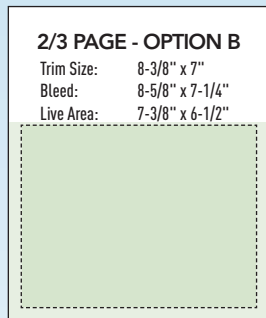 2/3 PAGE - OPTION B
Trim Size: 8-3/8" x 7"
Bleed: 8-5/8" x 7-1/4"
Live Area: 7-3/8" x 6-1/2"